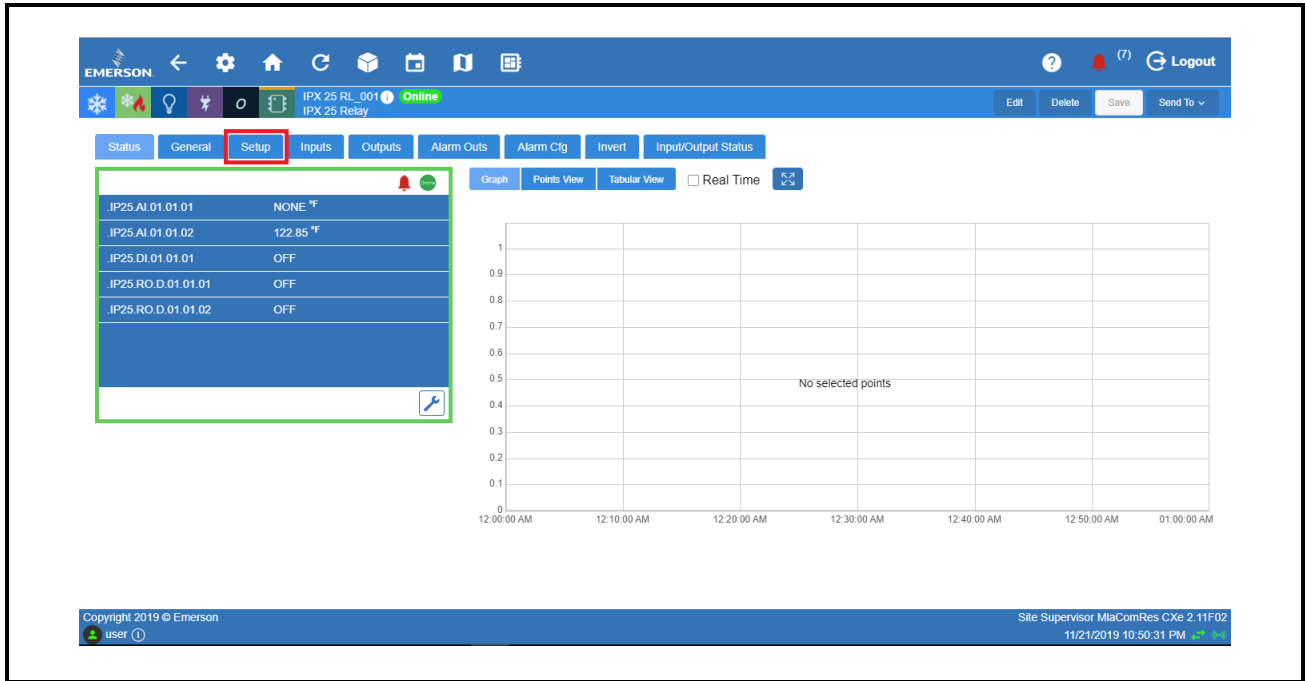 EMERSON.
? (7) Logout
o IPX 25 RL_001 i Online
IPX 25 Relay
Edit Delete Save Send To
Status General Setup Inputs Outputs Alarm Outs Alarm Cfg Invert Input/Output Status
Online
.IP25.AI.01.01.01 NONE °F
.IP25.AI.01.01.02 122.85 °F
.IP25.DI.01.01.01 OFF
.IP25.RO.D.01.01.01 OFF
.IP25.RO.D.01.01.02 OFF
Graph Points View Tabular View Real Time
1
0.9
0.8
0.7
0.6
0.5
0.4
0.3
0.2
0.1
0
No selected points
12:00:00 AM 12:10:00 AM 12:20:00 AM 12:30:00 AM 12:40:00 AM 12:50:00 AM 01:00:00 AM
Copyright 2019 © Emerson
user i
Site Supervisor MlaComRes CXe 2.11F02
11/21/2019 10:50:31 PM